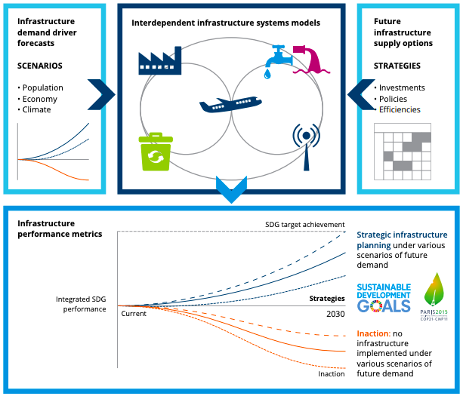 Infrastructure
demand driver
forecasts
SCENARIOS
• Population
• Economy
• Climate
Interdependent infrastructure systems models
Future
infrastructure
supply options
STRATEGIES
• Investments
• Policies
• Efficiencies
Infrastructure
performance metrics
SDG target achievement
Integrated SDG
performance
Current
Strategies
2030
Inaction
Strategic infrastructure
planning under various
scenarios of future
demand
SUSTAINABLE
DEVELOPMENT
GOALS
PARIS2015
COP21·CMP11
Inaction: no
infrastructure
implemented under
various scenarios of
future demand